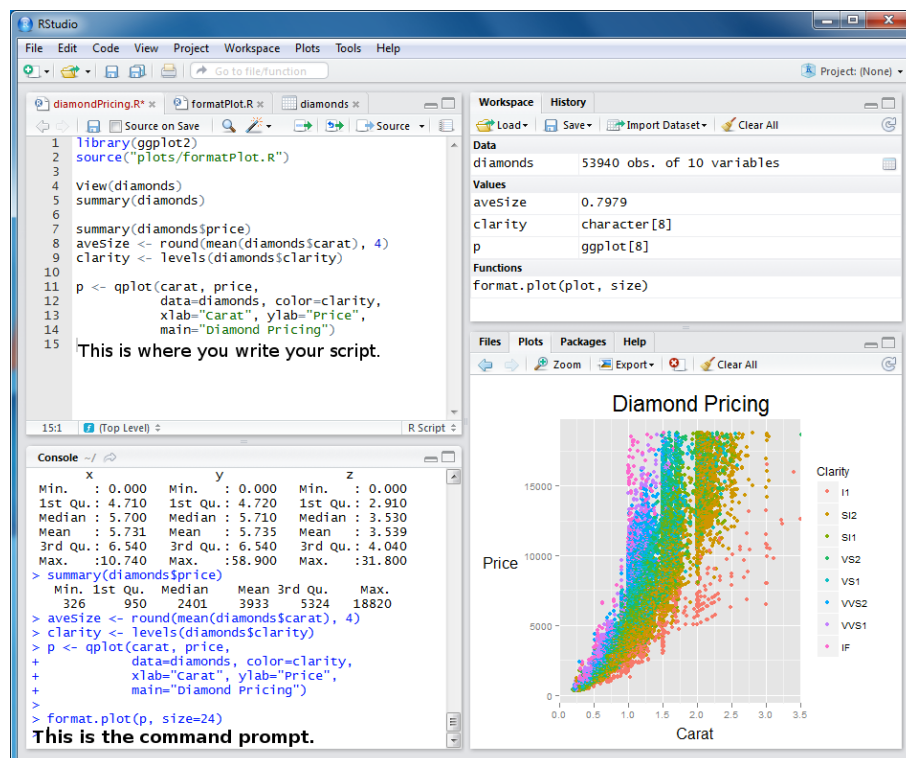 RStudio
File Edit Code View Project Workspace Plots Tools Help
Go to file/function
Project: (None)
diamondPricing.R* formatPlot.R diamonds
Source on Save Source
1 library(ggplot2)
2 source("plots/formatPlot.R")
3
4 View(diamonds)
5 summary(diamonds)
6
7 summary(diamonds$price)
8 aveSize <- round(mean(diamonds$carat), 4)
9 clarity <- levels(diamonds$clarity)
10
11 p <- qplot(carat, price,
12 data=diamonds, color=clarity,
13 xlab="Carat", ylab="Price",
14 main="Diamond Pricing")
15
This is where you write your script.
15:1 (Top Level) R Script
Console ~/
x y z
Min. : 0.000 Min. : 0.000 Min. : 0.000
1st Qu.: 4.710 1st Qu.: 4.720 1st Qu.: 2.910
Median : 5.700 Median : 5.710 Median : 3.530
Mean : 5.731 Mean : 5.735 Mean : 3.539
3rd Qu.: 6.540 3rd Qu.: 6.540 3rd Qu.: 4.040
Max. :10.740 Max. :58.900 Max. :31.800
> summary(diamonds$price)
Min. 1st Qu. Median Mean 3rd Qu. Max.
326 950 2401 3933 5324 18820
> aveSize <- round(mean(diamonds$carat), 4)
> clarity <- levels(diamonds$clarity)
> p <- qplot(carat, price,
+ data=diamonds, color=clarity,
+ xlab="Carat", ylab="Price",
+ main="Diamond Pricing")
>
> format.plot(p, size=24)
>
This is the command prompt.
Workspace History
Load Save Import Dataset Clear All
Data
diamonds 53940 obs. of 10 variables
Values
aveSize 0.7979
clarity character[8]
p ggplot[8]
Functions
format.plot(plot, size)
Files Plots Packages Help
Zoom Export Clear All
Diamond Pricing
Price
15000
10000
5000
0
0.0 0.5 1.0 1.5 2.0 2.5 3.0 3.5
Carat
Clarity
I1
SI2
SI1
VS2
VS1
VVS2
VVS1
IF